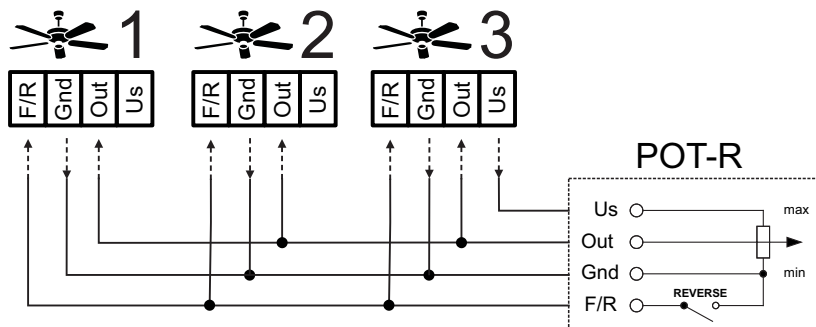 1 2 3
F/R Gnd Out Us F/R Gnd Out Us F/R Gnd Out Us
POT-R
Us max
Out
Gnd min
F/R REVERSE